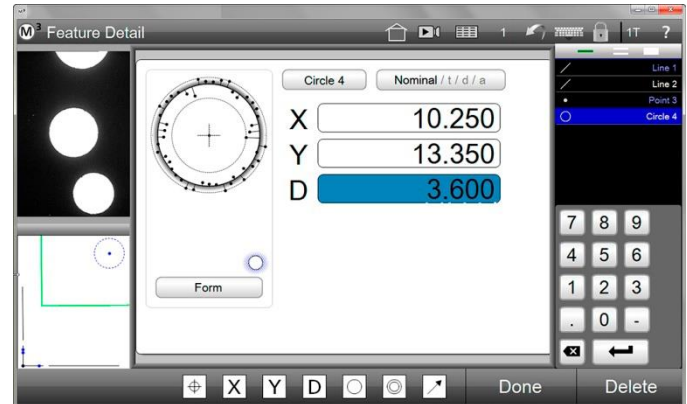 M³ Feature Detail
1
1T
?
Circle 4
Nominal / t / d / a
X 10.250
Y 13.350
D 3.600
Form
Line 1
Line 2
Point 3
Circle 4
7 8 9
4 5 6
1 2 3
. 0 -
X Y D
Done
Delete